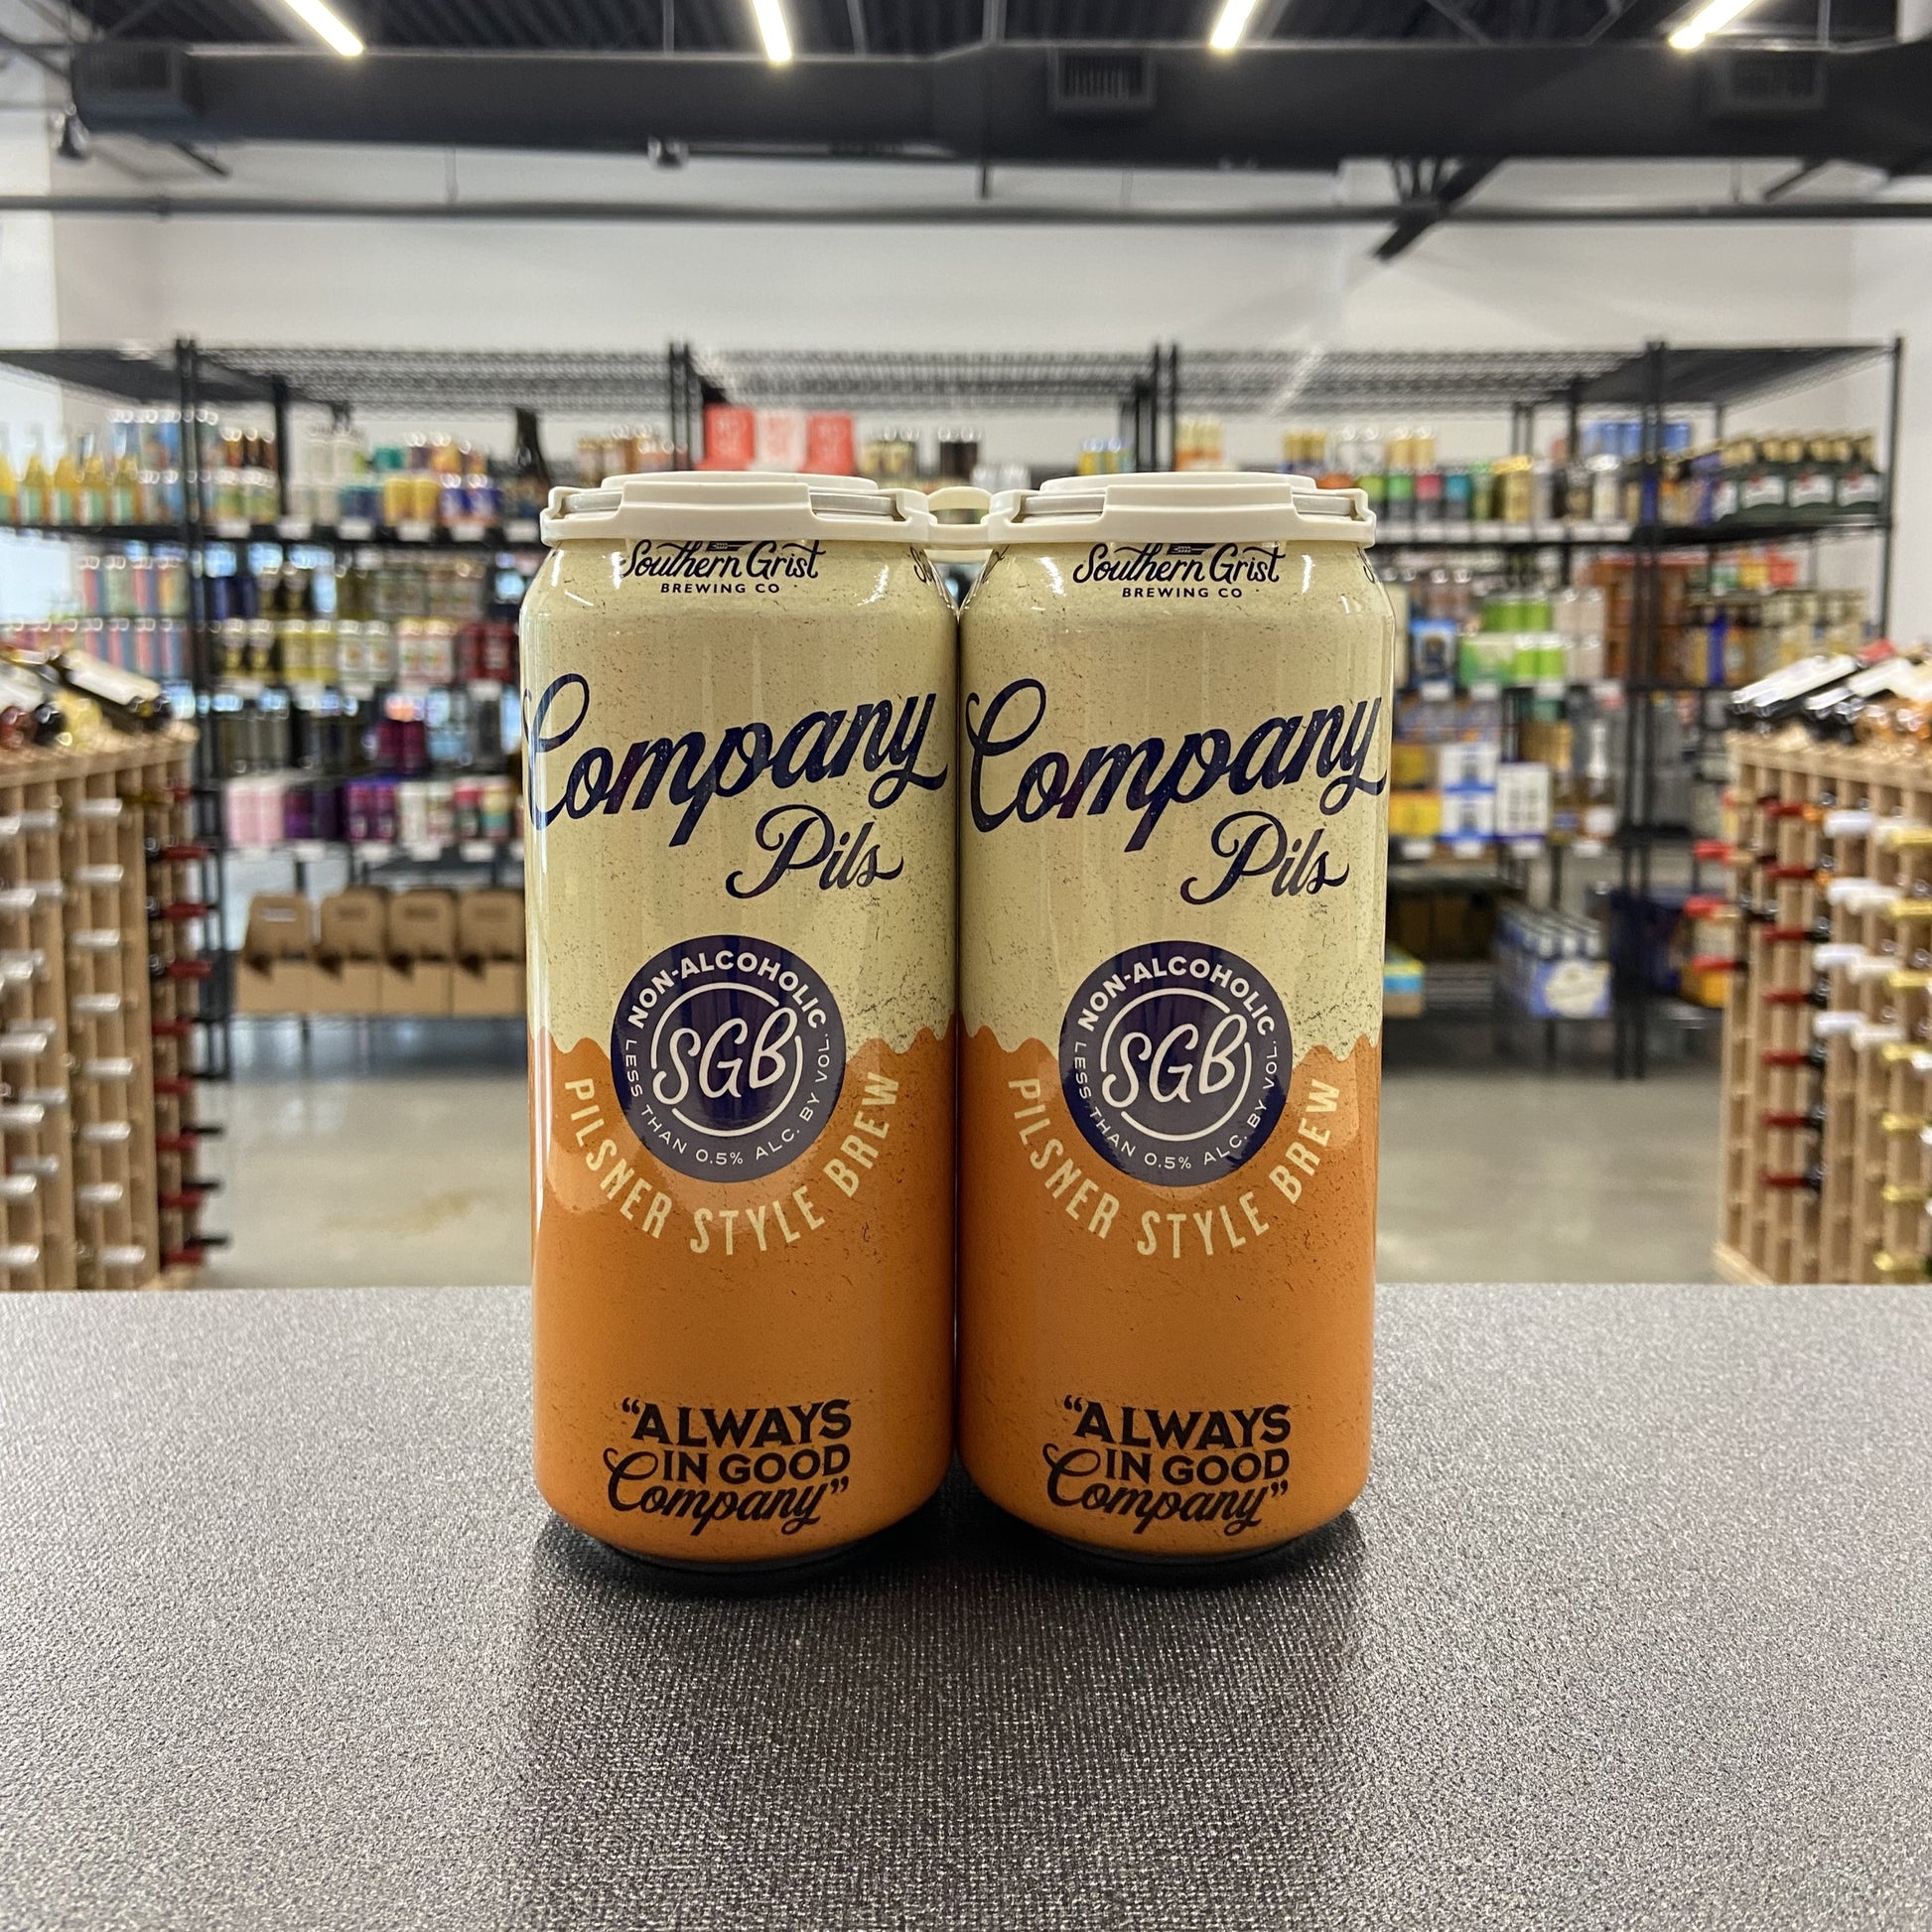 Southern Grist
BREWING CO
Company
Pils
NON-ALCOHOLIC
SGB
LESS THAN 0.5% ALC. BY VOL.
PILSNER STYLE BREW
“ALWAYS
IN GOOD
Company”
Southern Grist
BREWING CO
Company
Pils
NON-ALCOHOLIC
SGB
LESS THAN 0.5% ALC. BY VOL.
PILSNER STYLE BREW
“ALWAYS
IN GOOD
Company”